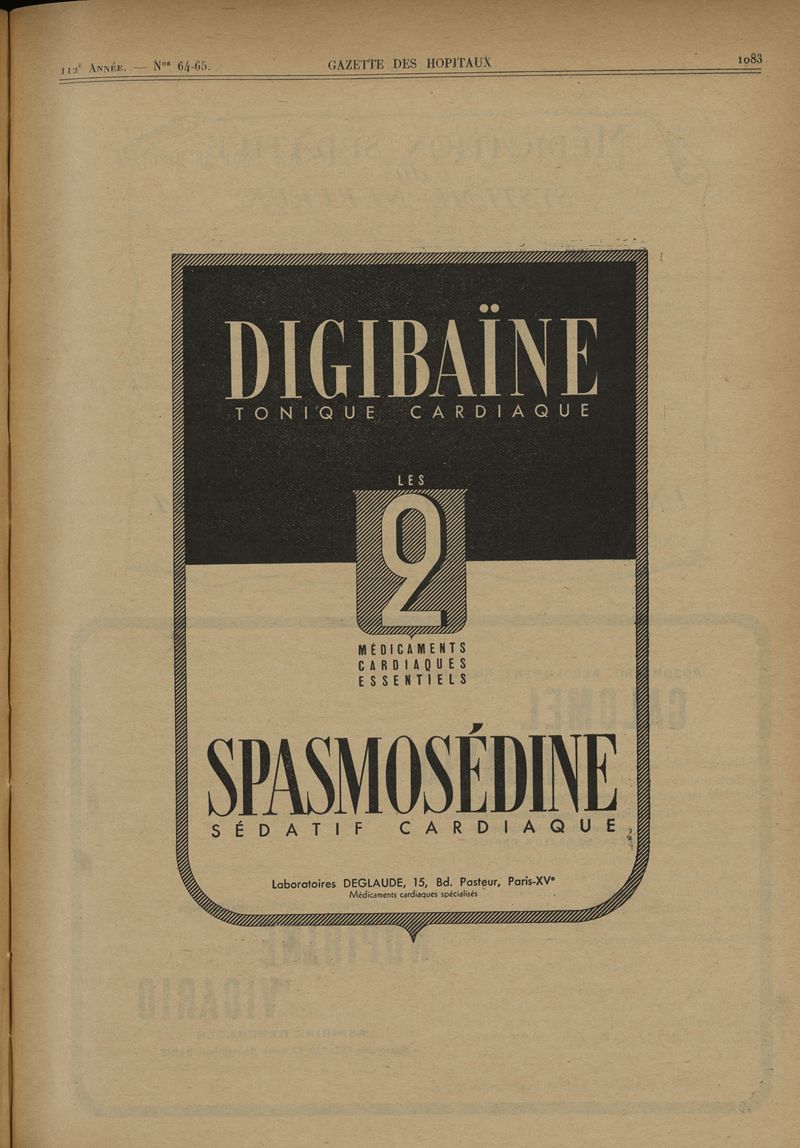 112e ANNÉE. — Nos 64-65.
GAZETTE DES HOPITAUX
1083
DIGIBAÏNE
TONIQUE CARDIAQUE
LES
2
MÉDICAMENTS
CARDIAQUES
ESSENTIELS
SPASMOSÉDINE
SÉDATIF CARDIAQUE
Laboratoires DEGLAUDE, 15, Bd. Pasteur, Paris-XVe
Médicaments cardiaques spécialisés